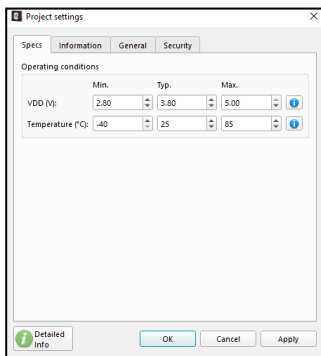 Project settings
Specs Information General Security
Operating conditions
Min. Typ. Max.
VDD (V): 2.80 3.80 5.00
Temperature (°C): -40 25 85
Detailed Info OK Cancel Apply